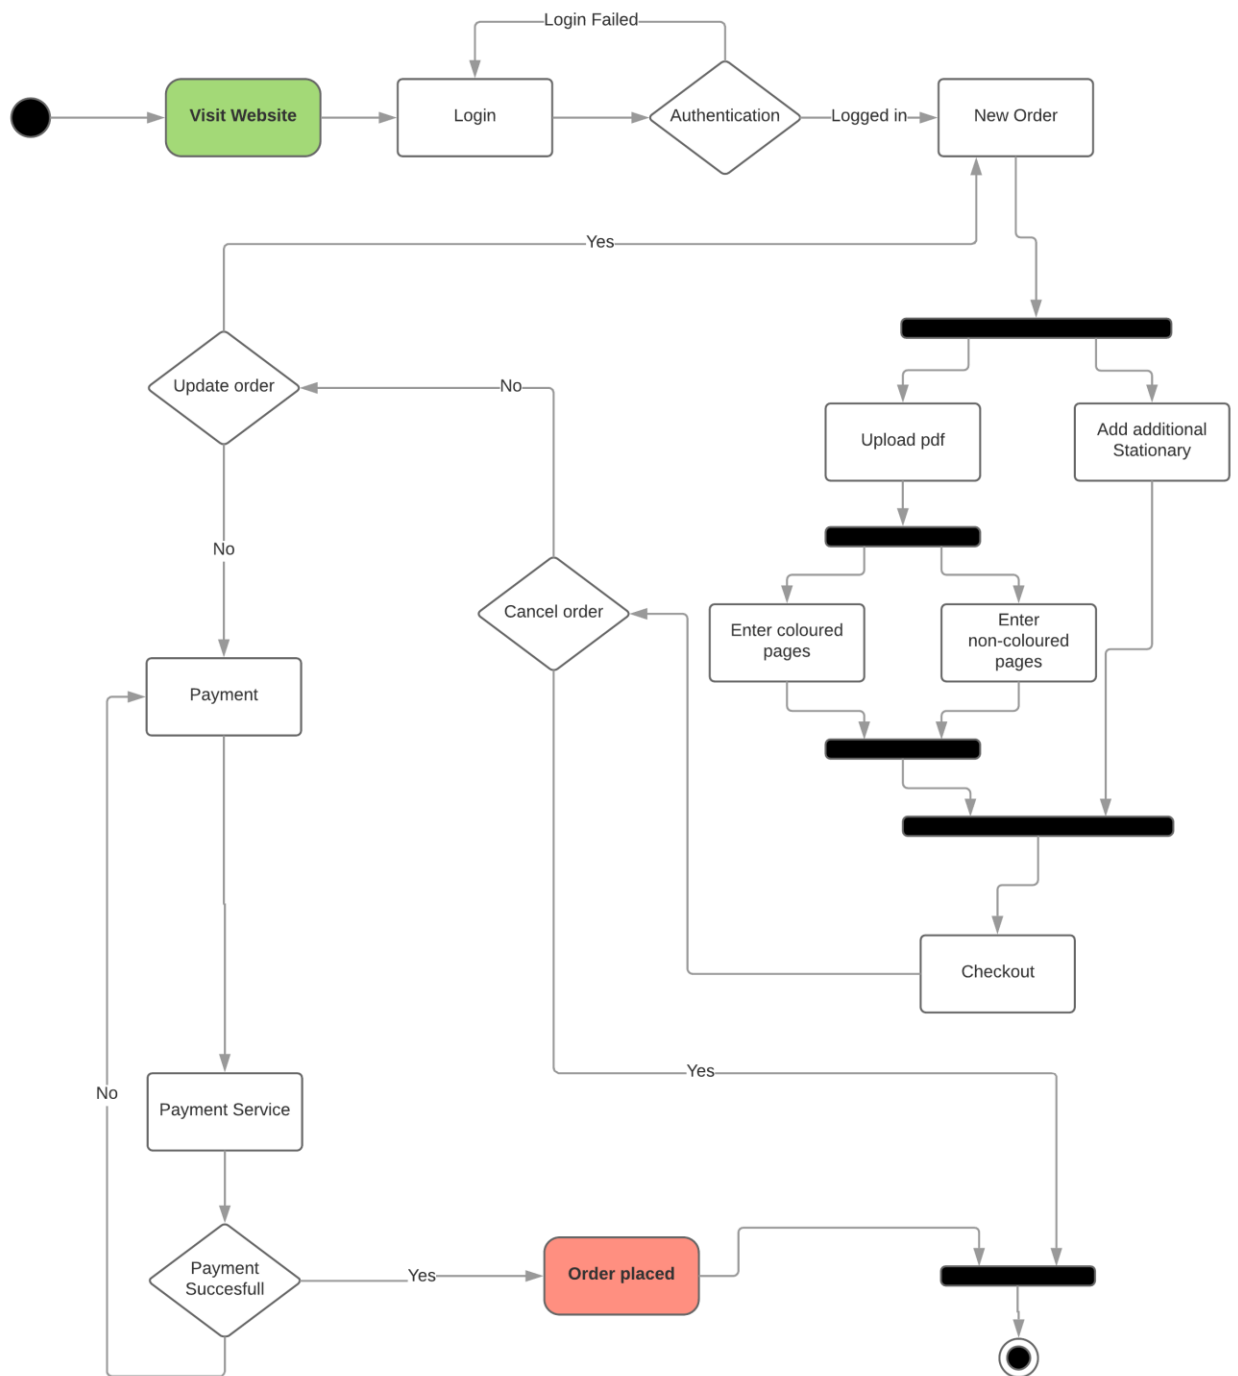 Login Failed
Visit Website
Login
Authentication
Logged in
New Order
Yes
Update order
No
Upload pdf
Add additional
Stationary
No
Cancel order
Enter coloured
pages
Enter
non-coloured
pages
Payment
Checkout
Yes
No
Payment Service
Payment
Succesfull
Yes
Order placed